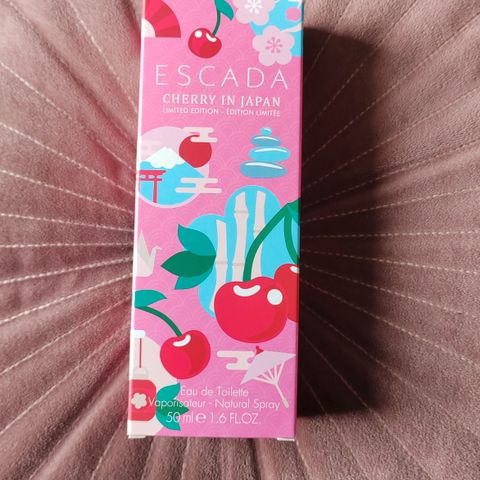 ESCADA
CHERRY IN JAPAN
LIMITED EDITION - ÉDITION LIMITÉE
Eau de Toilette
Vaporisateur - Natural Spray
50 ml ℮ 1.6 FL.OZ.